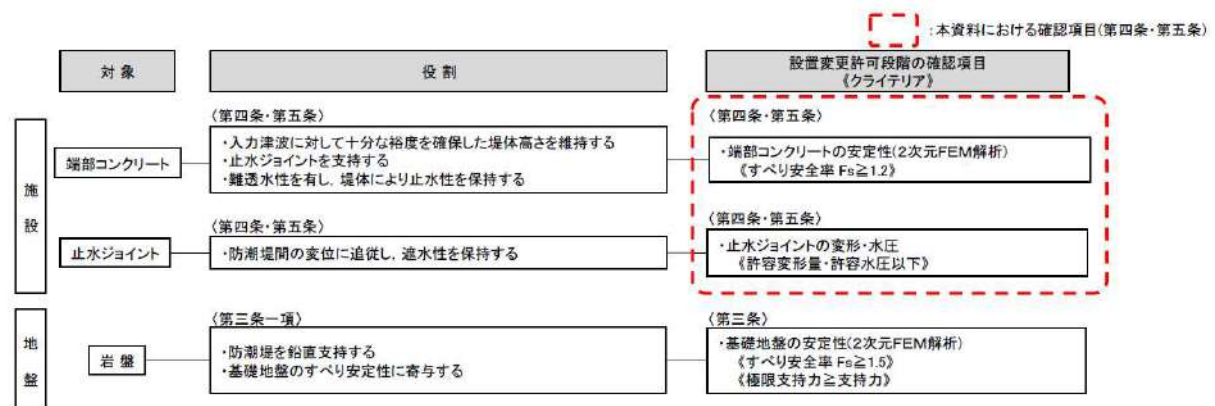 :本資料における確認項目(第四条・第五条)
対象
役割
設置変更許可段階の確認項目
《クライテリア》
施設
端部コンクリート
〈第四条・第五条〉
・入力津波に対して十分な裕度を確保した堤体高さを維持する
・止水ジョイントを支持する
・難透水性を有し,堤体により止水性を保持する
〈第四条・第五条〉
・端部コンクリートの安定性(2次元FEM解析)
《すべり安全率 Fs≧1.2》
止水ジョイント
〈第四条・第五条〉
・防潮堤間の変位に追従し,遮水性を保持する
〈第四条・第五条〉
・止水ジョイントの変形・水圧
《許容変形量・許容水圧以下》
地盤
岩盤
〈第三条一項〉
・防潮堤を鉛直支持する
・基礎地盤のすべり安定性に寄与する
〈第三条〉
・基礎地盤の安定性(2次元FEM解析)
《すべり安全率 Fs≧1.5》
《極限支持力≧支持力》